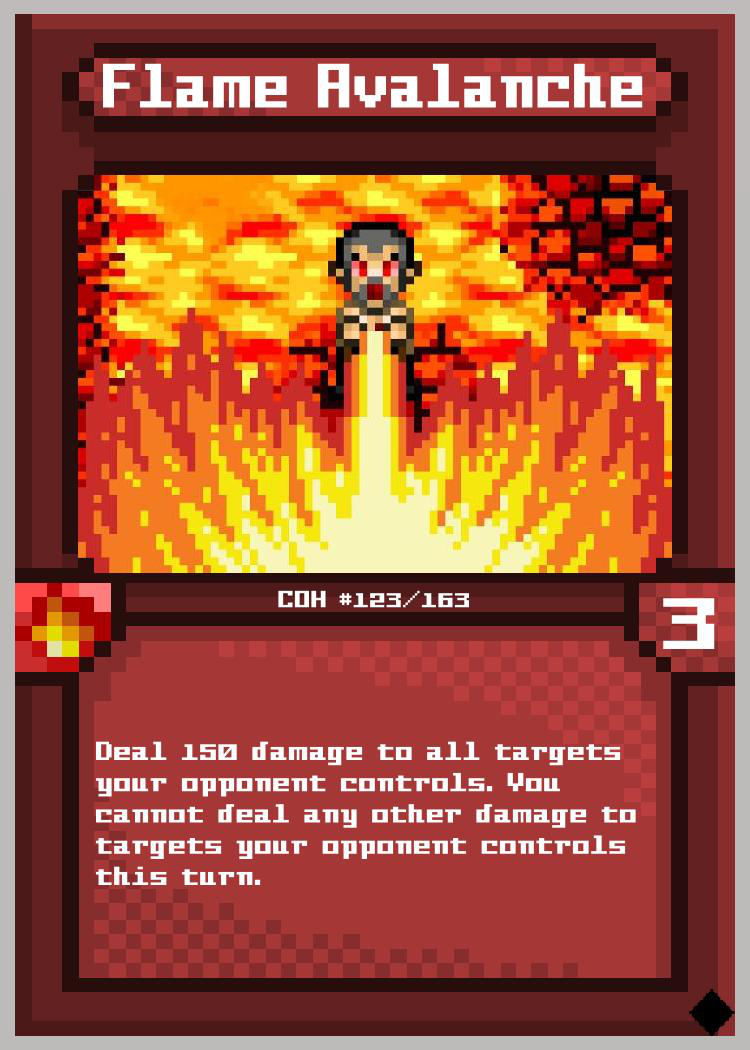 Flame Avalanche
COH #123/163
3
Deal 150 damage to all targets
your opponent controls. You
cannot deal any other damage to
targets your opponent controls
this turn.